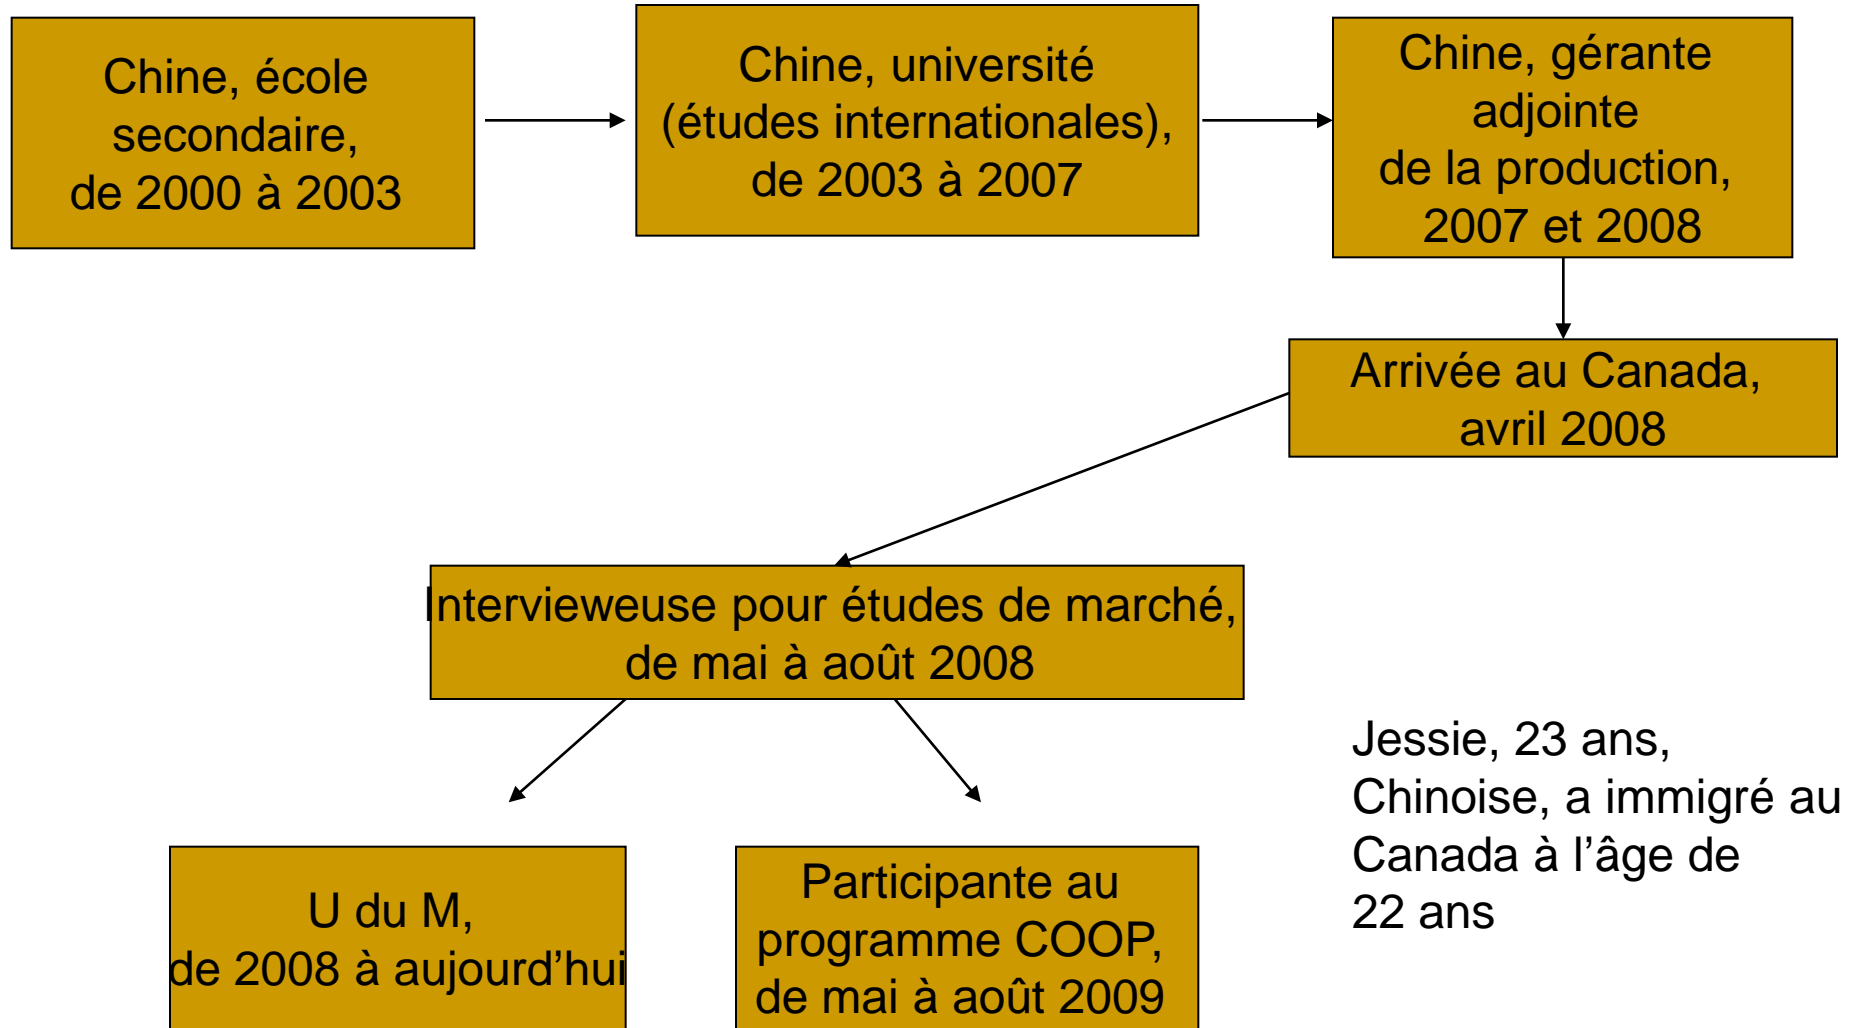 Chine, école
secondaire,
de 2000 à 2003
Chine, université
(études internationales),
de 2003 à 2007
Chine, gérante
adjointe
de la production,
2007 et 2008
Arrivée au Canada,
avril 2008
Intervieweuse pour études de marché,
de mai à août 2008
U du M,
de 2008 à aujourd’hui
Participante au
programme COOP,
de mai à août 2009
Jessie, 23 ans,
Chinoise, a immigré au
Canada à l’âge de
22 ans